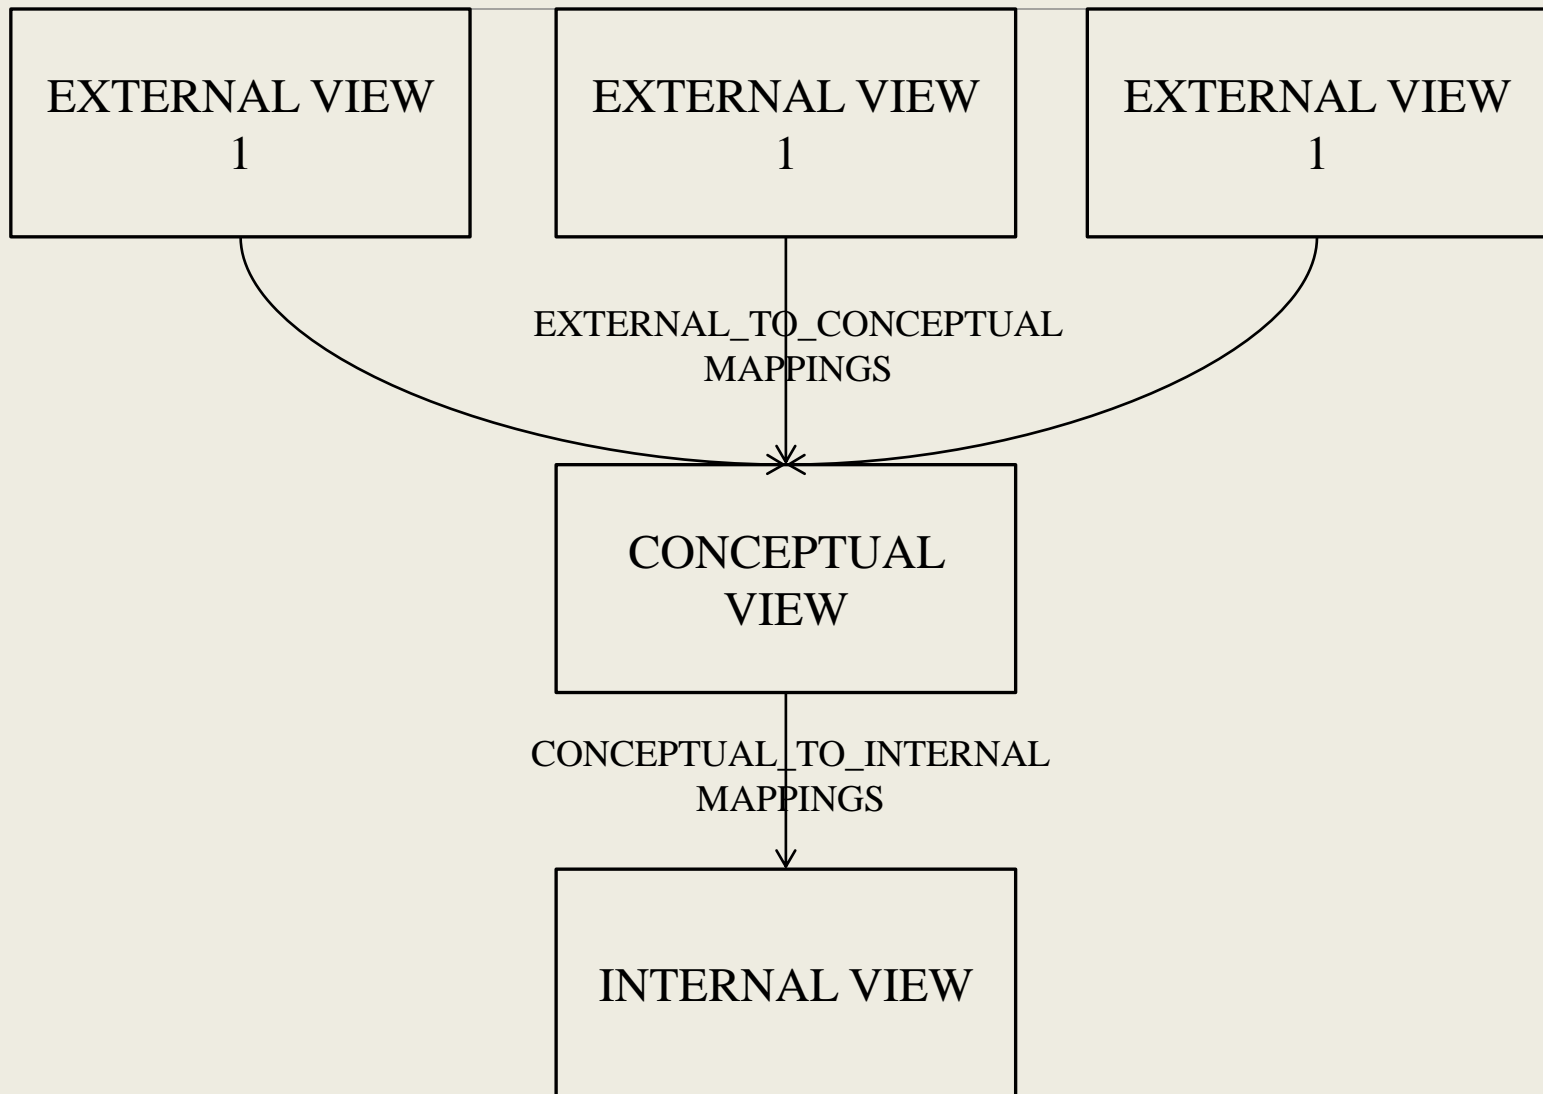 EXTERNAL VIEW
1
EXTERNAL VIEW
1
EXTERNAL VIEW
1
EXTERNAL_TO_CONCEPTUAL
MAPPINGS
CONCEPTUAL
VIEW
CONCEPTUAL_TO_INTERNAL
MAPPINGS
INTERNAL VIEW